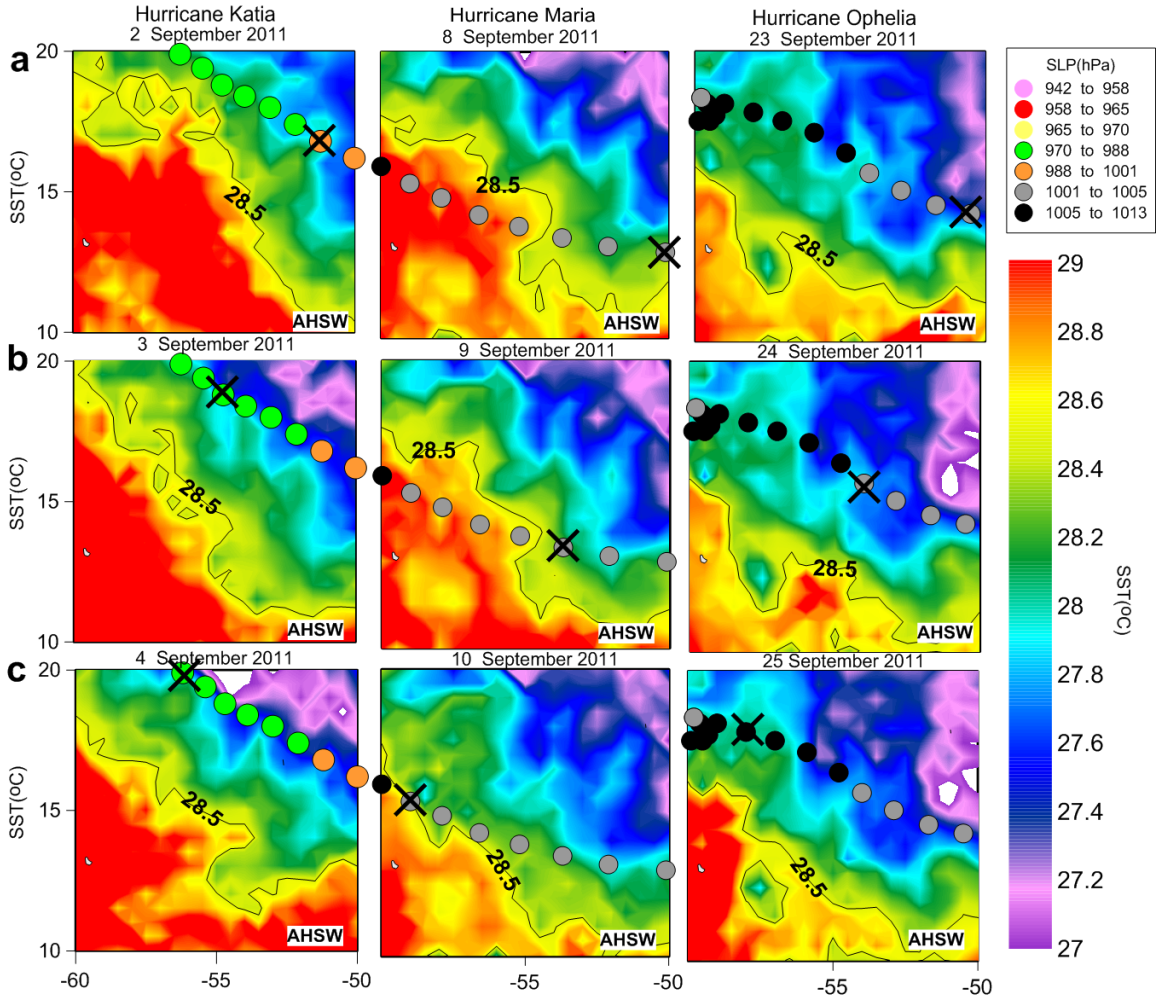 Hurricane Katia
2 September 2011
Hurricane Maria
8 September 2011
Hurricane Ophelia
23 September 2011
a
20
15
10
SST(oC)
28.5
AHSW
28.5
AHSW
28.5
AHSW
SLP(hPa)
942 to 958
958 to 965
965 to 970
970 to 988
988 to 1001
1001 to 1005
1005 to 1013
3 September 2011
9 September 2011
24 September 2011
b
20
15
10
SST(oC)
28.5
AHSW
28.5
AHSW
28.5
AHSW
4 September 2011
10 September 2011
25 September 2011
c
20
15
10
SST(oC)
28.5
AHSW
28.5
AHSW
28.5
AHSW
-60
-55
-50
-55
-50
-55
-50
29
28.8
28.6
28.4
28.2
28
27.8
27.6
27.4
27.2
27
SST(ºC)